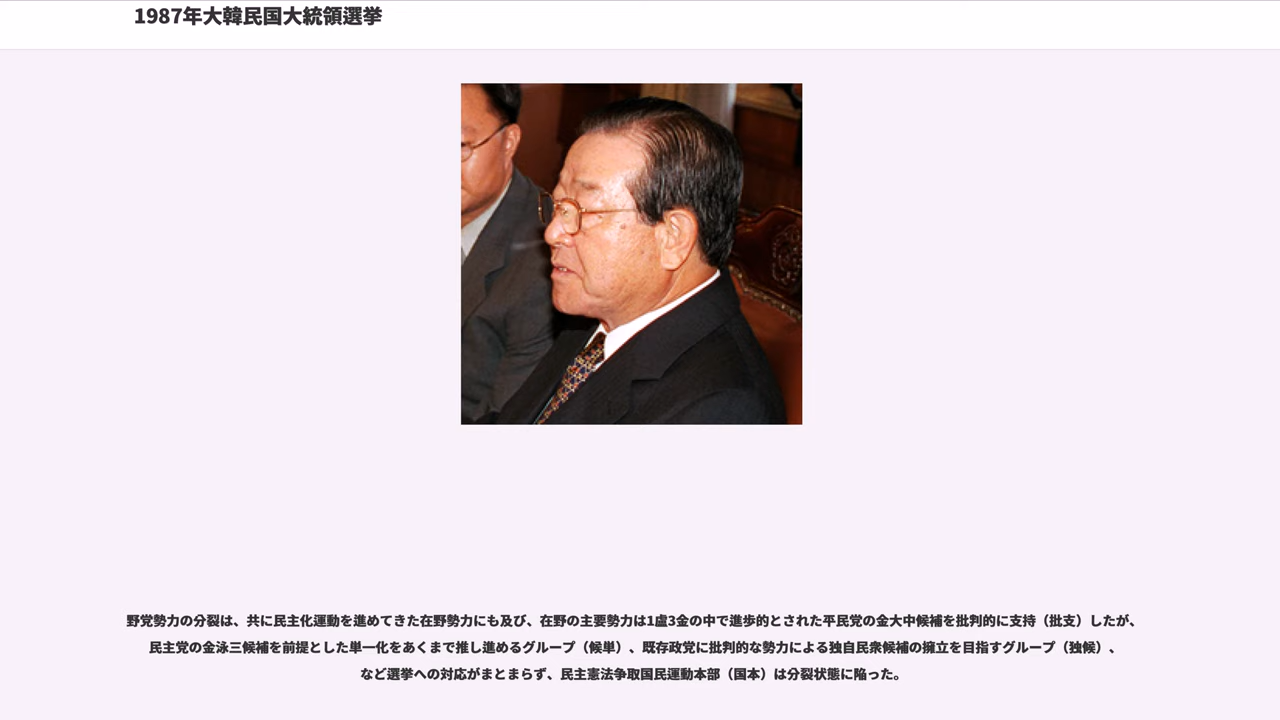 1987年大韓民国大統領選挙
野党勢力の分裂は、共に民主化運動を進めてきた在野勢力にも及び、在野の主要勢力は1盧3金の中で進歩的とされた平民党の金大中候補を批判的に支持（批支）したが、
民主党の金泳三候補を前提とした単一化をあくまで推し進めるグループ（候単）、既存政党に批判的な勢力による独自民衆候補の擁立を目指すグループ（独候）、
など選挙への対応がまとまらず、民主憲法争取国民運動本部（国本）は分裂状態に陥った。